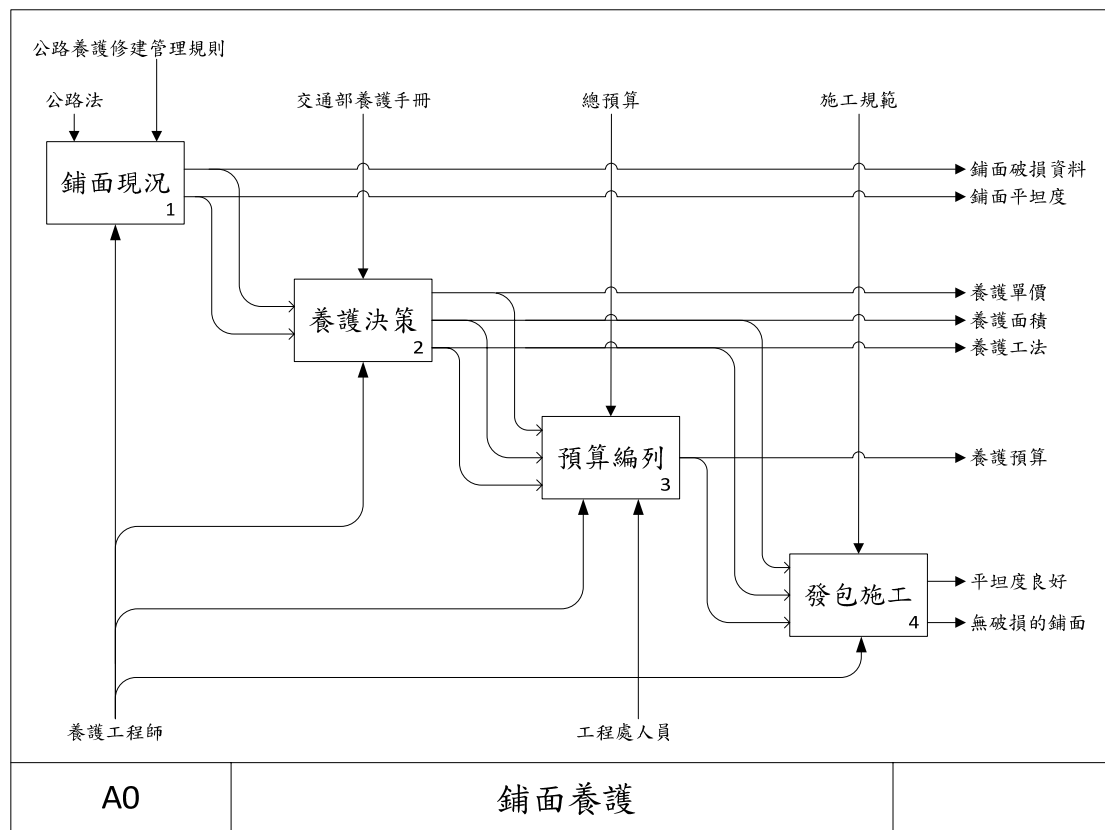 公路養護修建管理規則
公路法
交通部養護手冊
總預算
施工規範
鋪面現況
1
鋪面破損資料
鋪面平坦度
養護決策
2
養護單價
養護面積
養護工法
預算編列
3
養護預算
發包施工
4
平坦度良好
無破損的鋪面
養護工程師
工程處人員
A0
鋪面養護